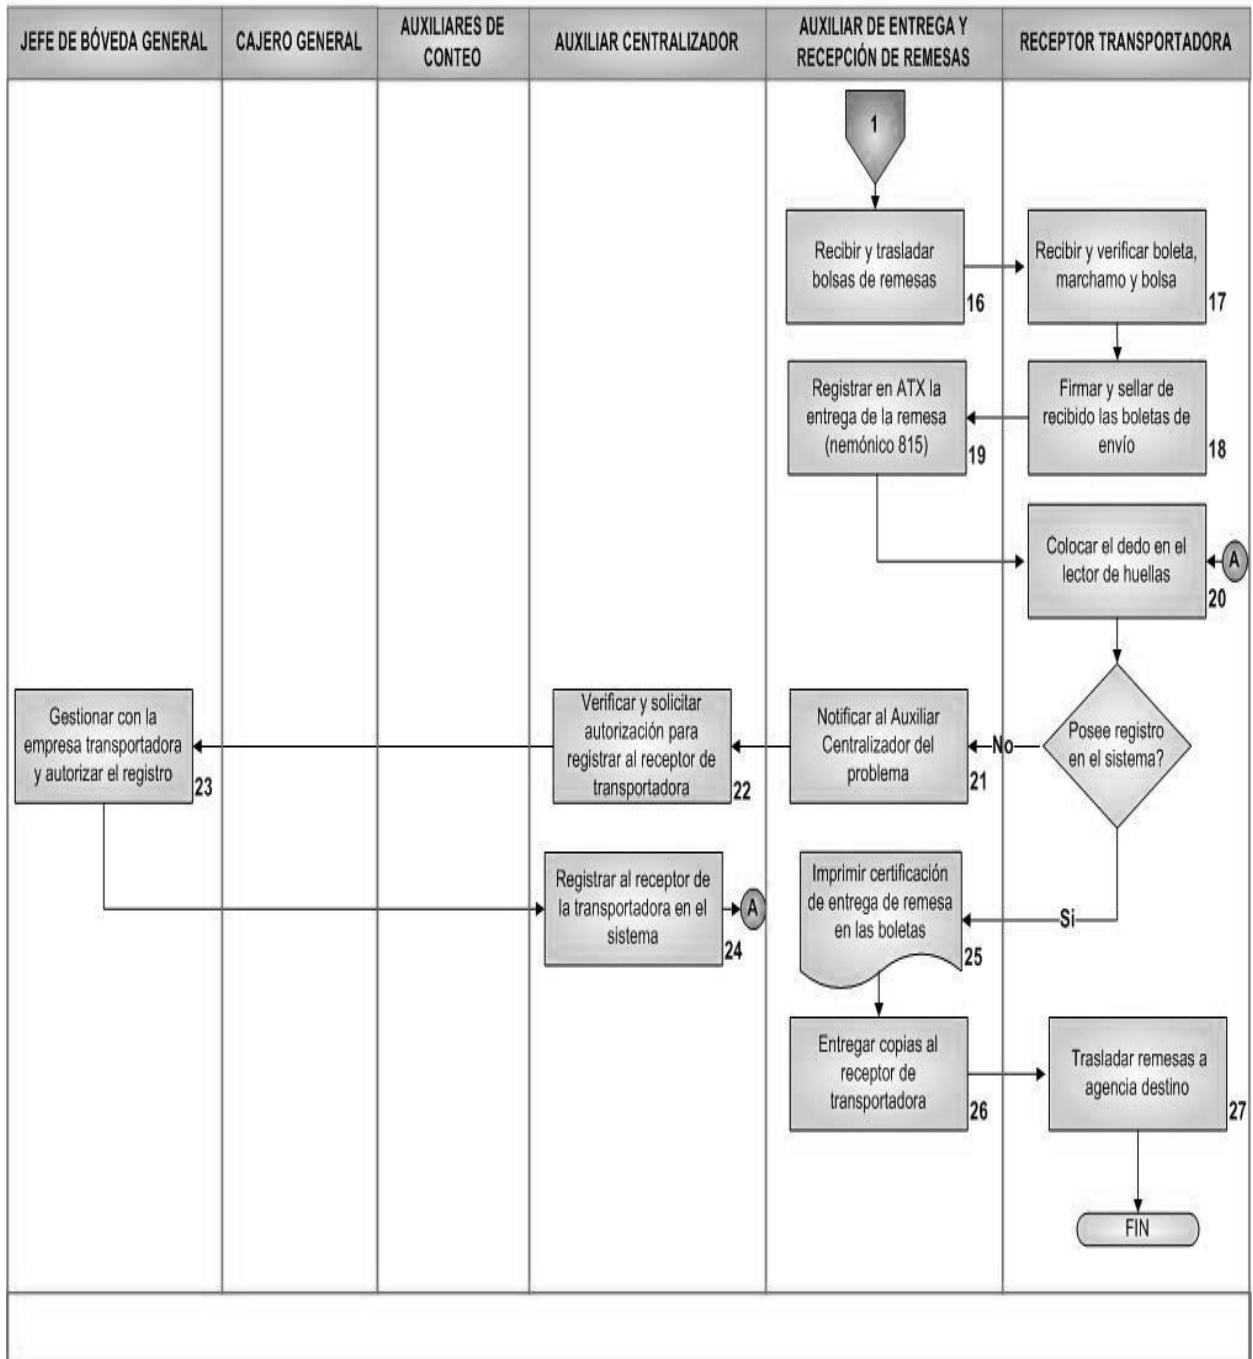 JEFE DE BÓVEDA GENERAL
CAJERO GENERAL
AUXILIARES DE
CONTEO
AUXILIAR CENTRALIZADOR
AUXILIAR DE ENTREGA Y
RECEPCIÓN DE REMESAS
RECEPTOR TRANSPORTADORA
1
Recibir y trasladar
bolsas de remesas
16
Recibir y verificar boleta,
marchamo y bolsa
17
Firmar y sellar de
recibido las boletas de
envío
18
Registrar en ATX la
entrega de la remesa
(nemónico 815)
19
Colocar el dedo en el
lector de huellas
20
A
Posee registro
en el sistema?
No
Notificar al Auxiliar
Centralizador del
problema
21
Verificar y solicitar
autorización para
registrar al receptor de
transportadora
22
Gestionar con la
empresa transportadora
y autorizar el registro
23
Registrar al receptor de
la transportadora en el
sistema
24
A
Si
Imprimir certificación
de entrega de remesa
en las boletas
25
Entregar copias al
receptor de
transportadora
26
Trasladar remesas a
agencia destino
27
FIN